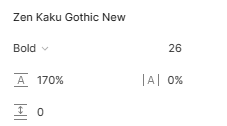 Zen Kaku Gothic New
Bold 26
A 170% |A| 0%
0